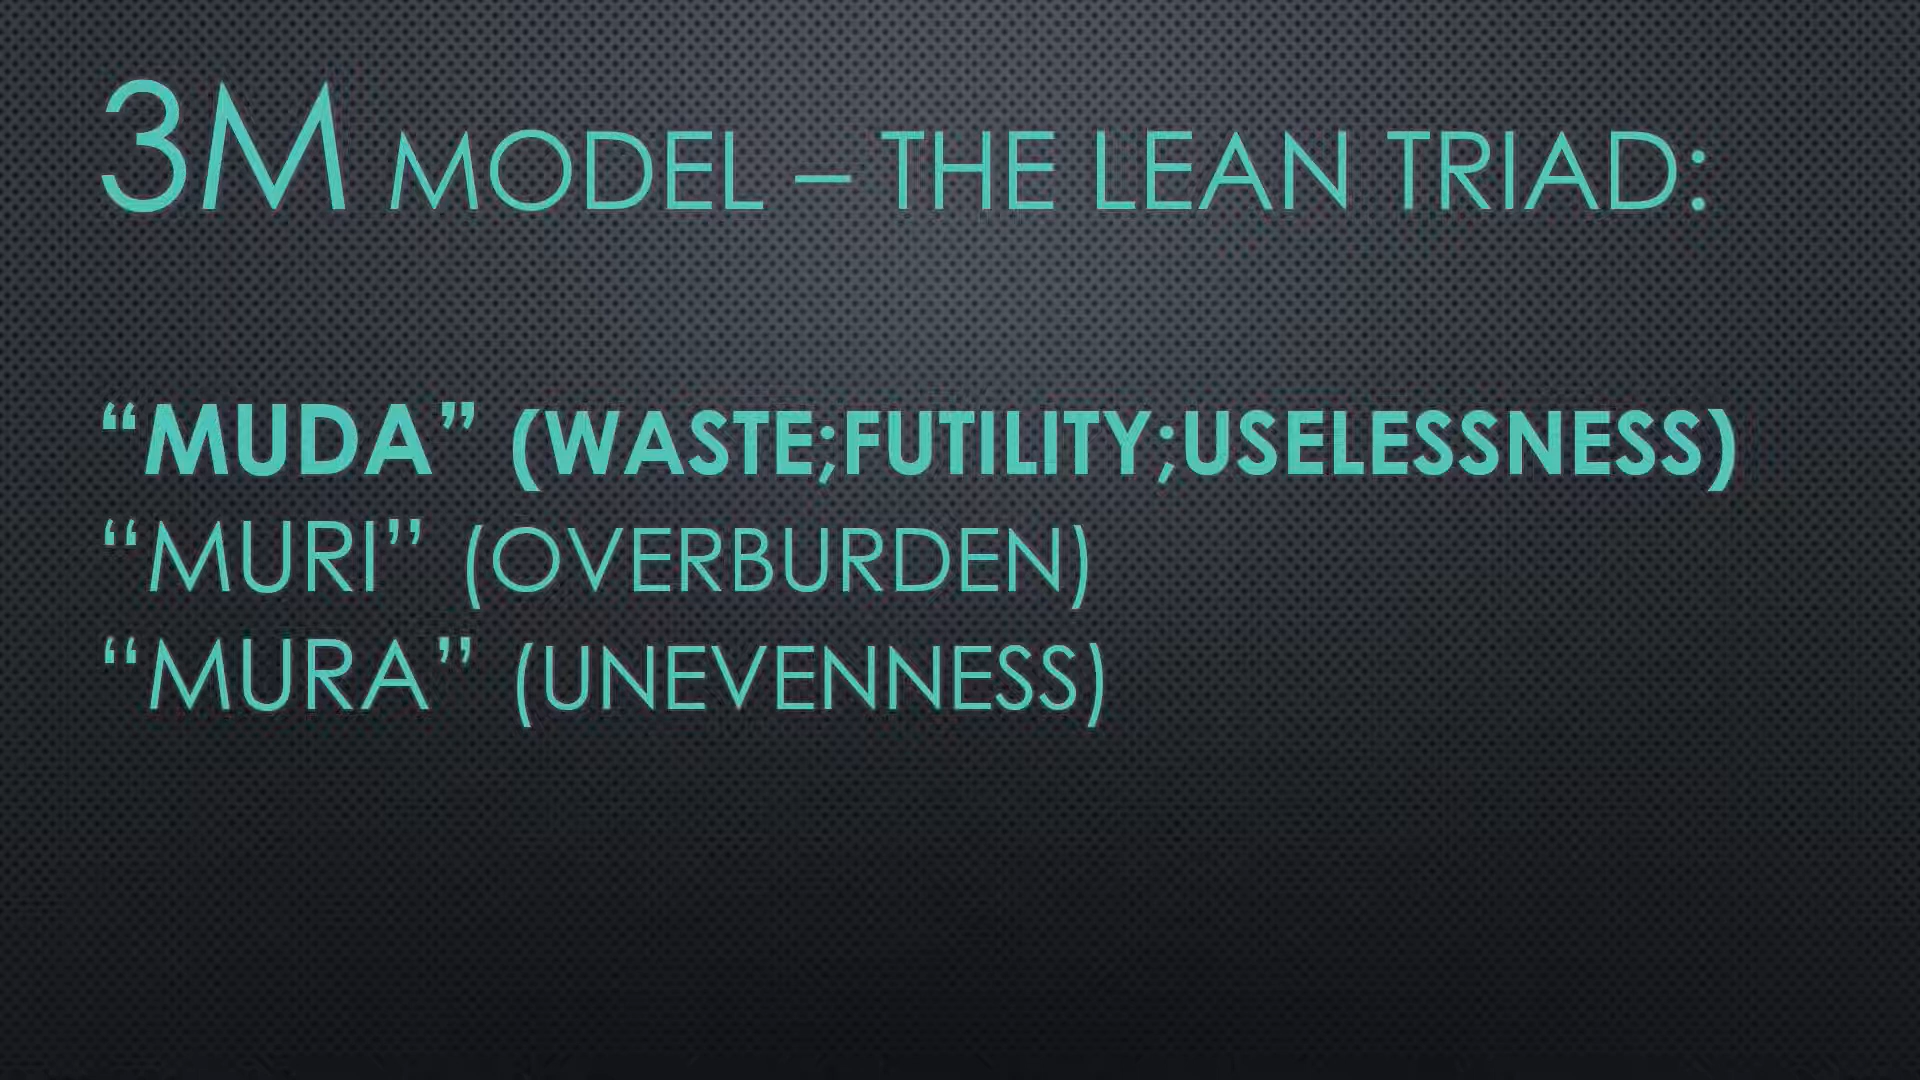 3M MODEL – THE LEAN TRIAD:
“MUDA” (WASTE;FUTILITY;USELESSNESS)
“MURI” (OVERBURDEN)
“MURA” (UNEVENNESS)